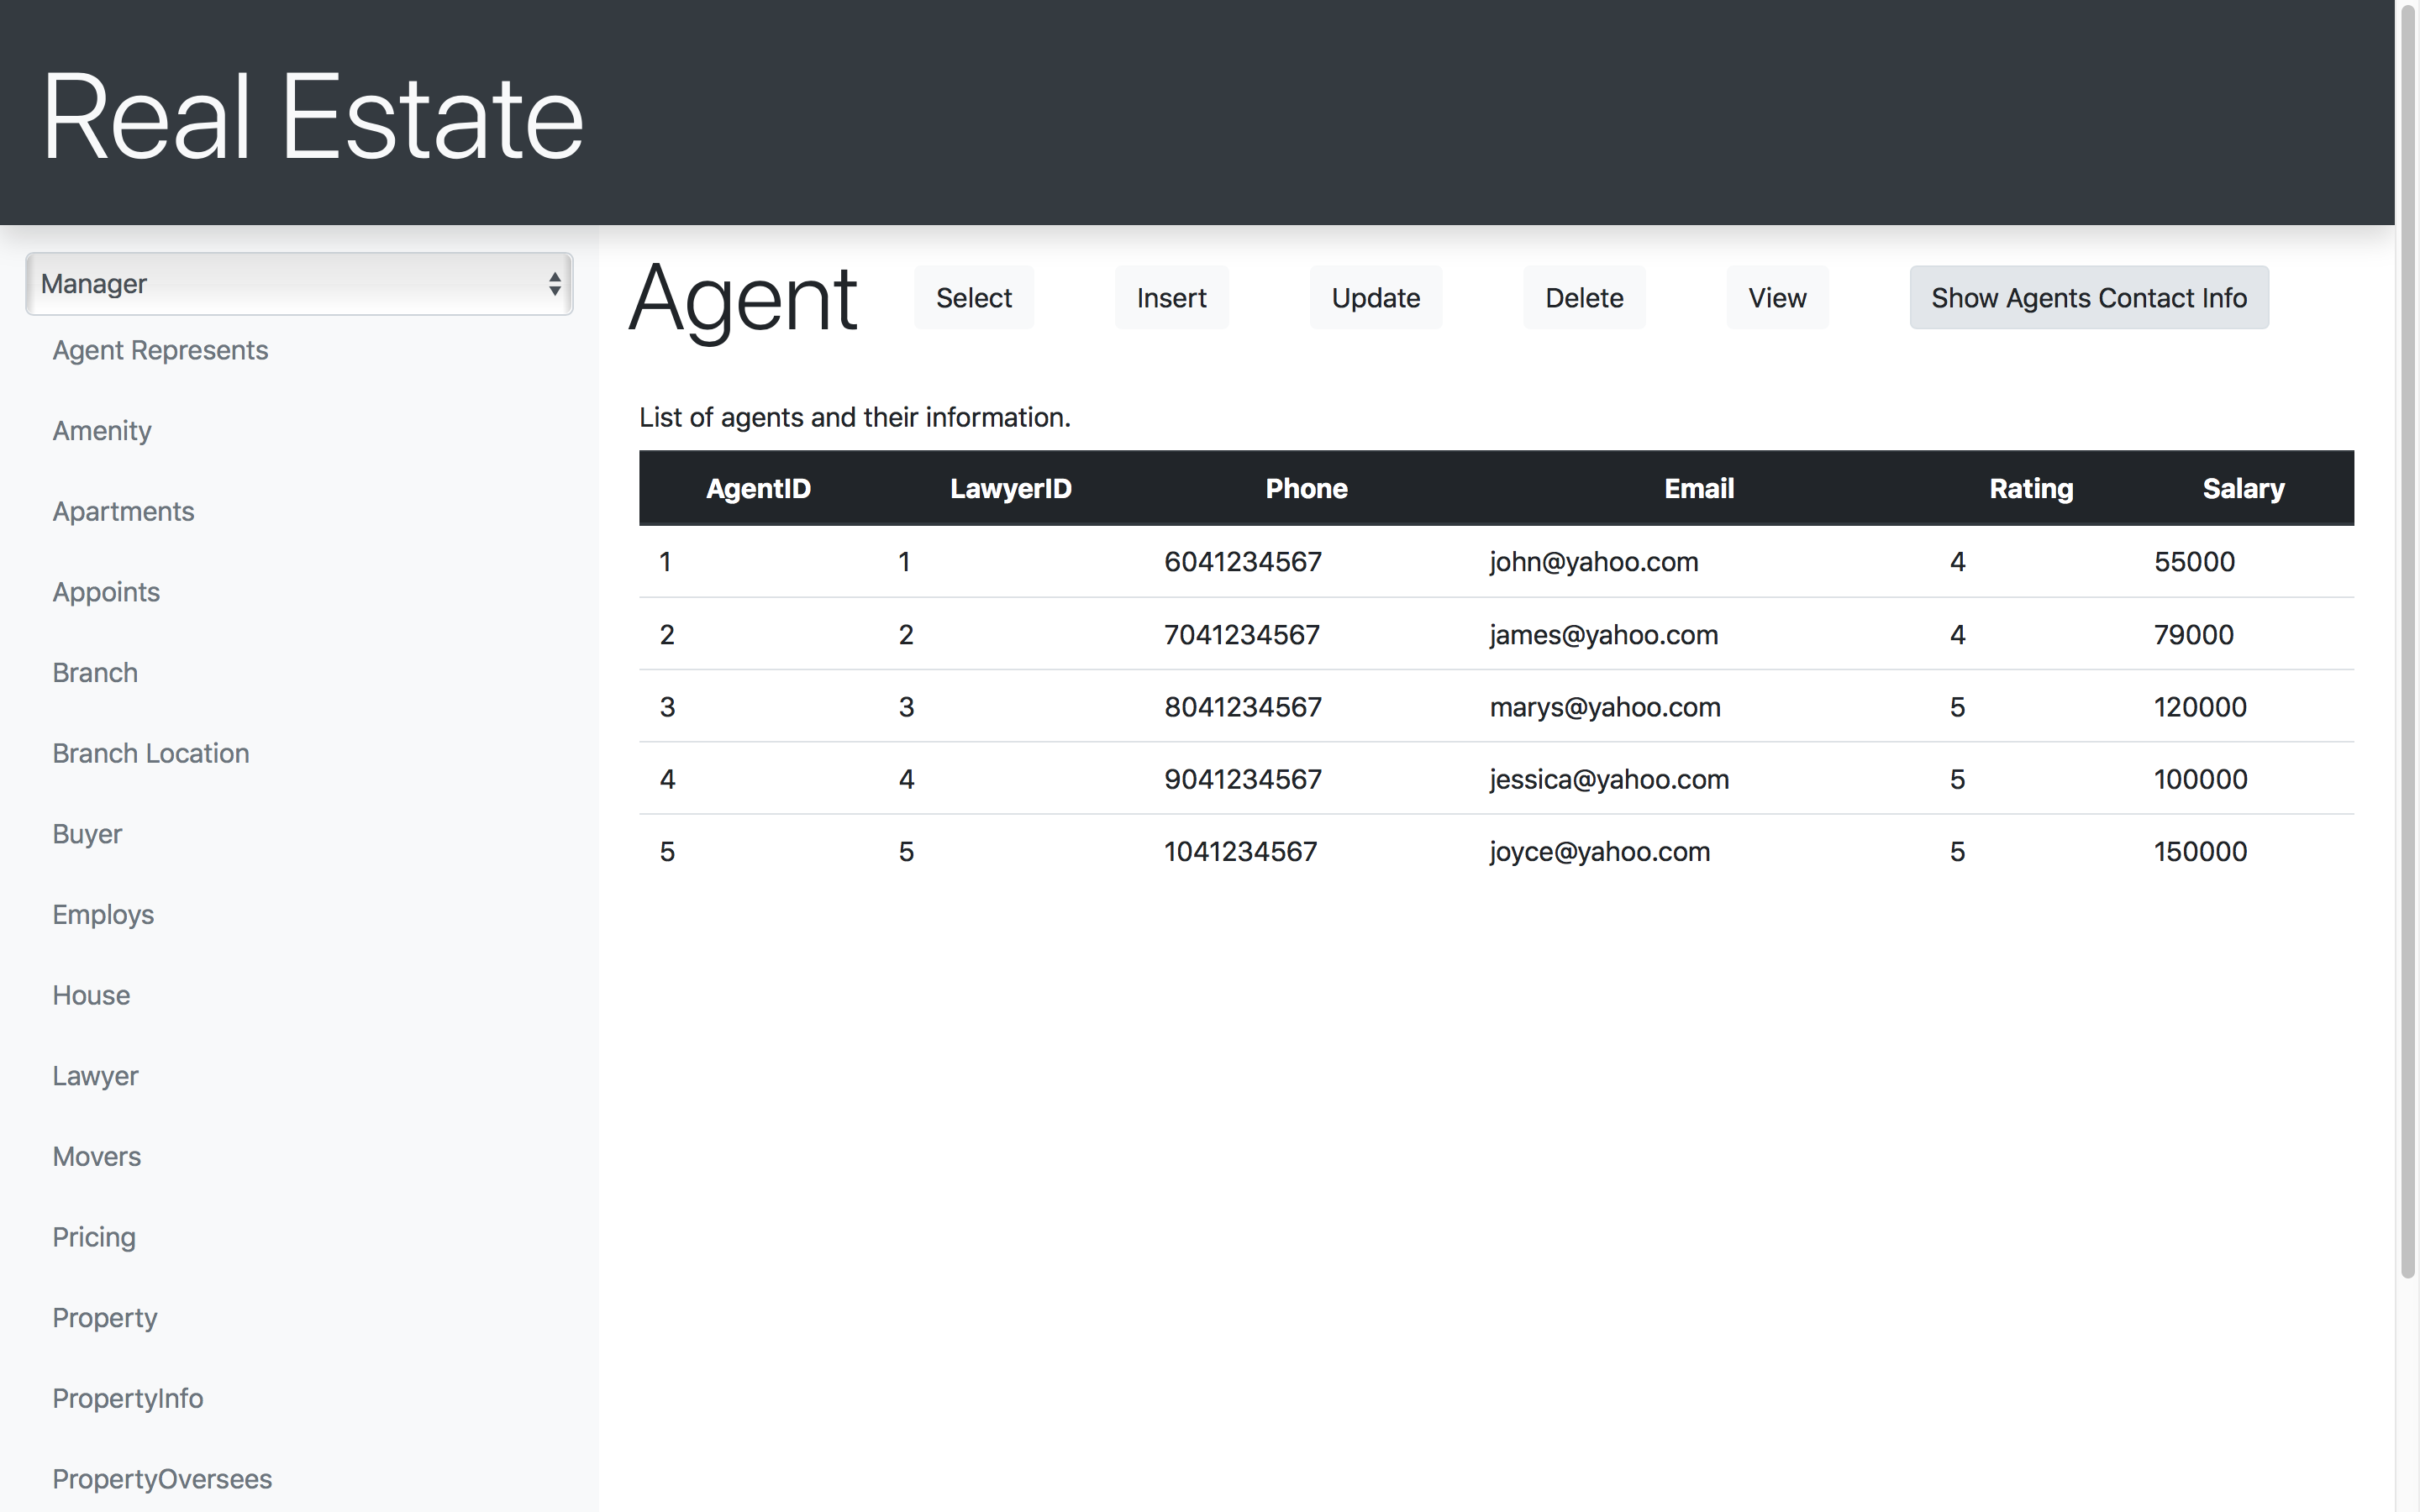 Real Estate
Manager
Agent Represents
Amenity
Apartments
Appoints
Branch
Branch Location
Buyer
Employs
House
Lawyer
Movers
Pricing
Property
PropertyInfo
PropertyOversees
Agent Select Insert Update Delete View Show Agents Contact Info
List of agents and their information.
AgentID LawyerID Phone Email Rating Salary
1 1 6041234567 john@yahoo.com 4 55000
2 2 7041234567 james@yahoo.com 4 79000
3 3 8041234567 marys@yahoo.com 5 120000
4 4 9041234567 jessica@yahoo.com 5 100000
5 5 1041234567 joyce@yahoo.com 5 150000